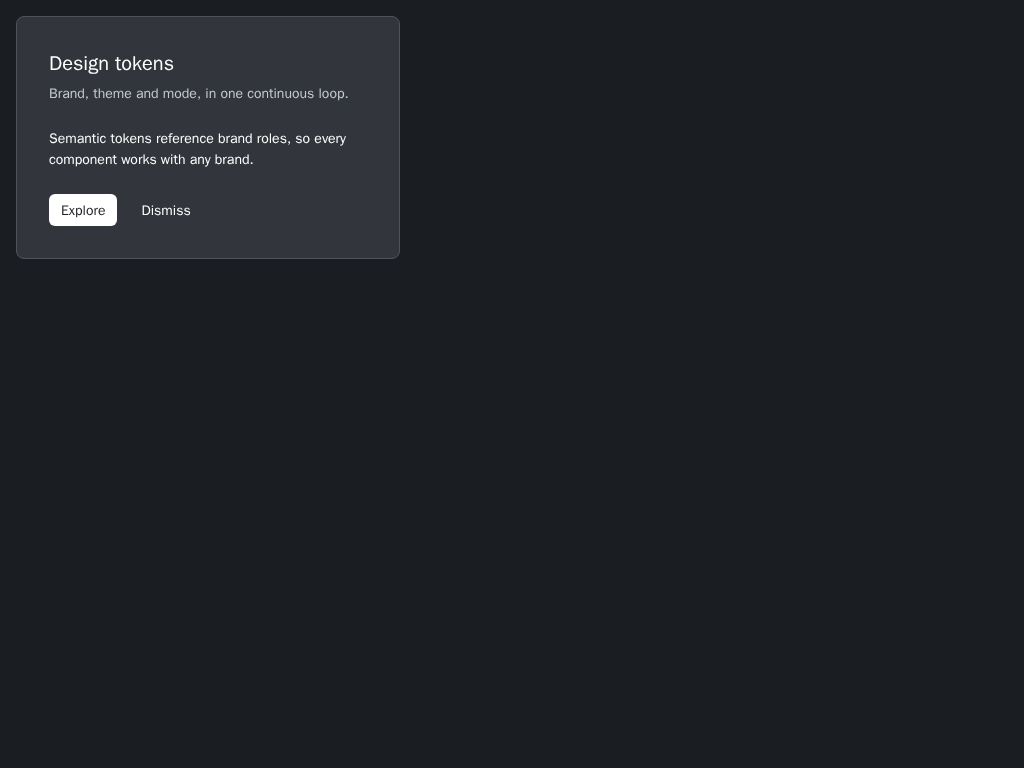 Design tokens
Brand, theme and mode, in one continuous loop.
Semantic tokens reference brand roles, so every
component works with any brand.
Explore
Dismiss